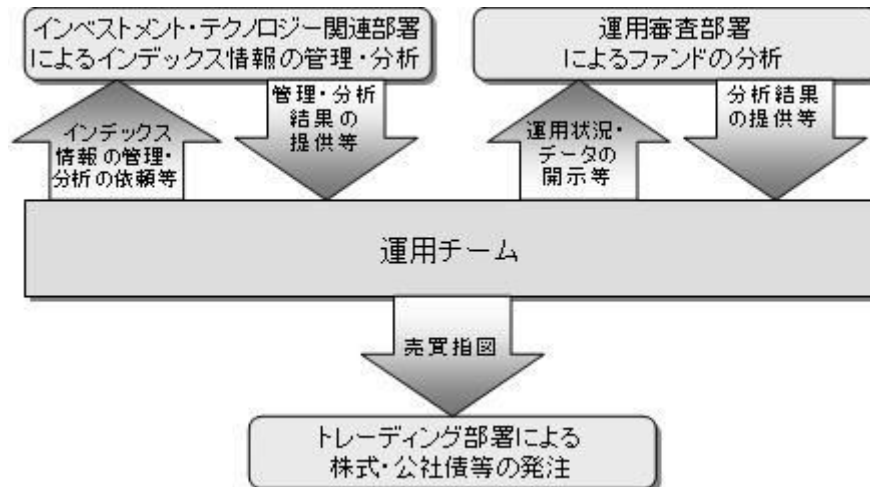 インベストメント・テクノロジー関連部署
によるインデックス情報の管理・分析
運用審査部署
によるファンドの分析
インデックス
情報の管理・
分析の依頼等
管理・分析
結果の
提供等
運用状況・
データの
開示等
分析結果
の提供等
運用チーム
売買指図
トレーディング部署による
株式・公社債等の発注